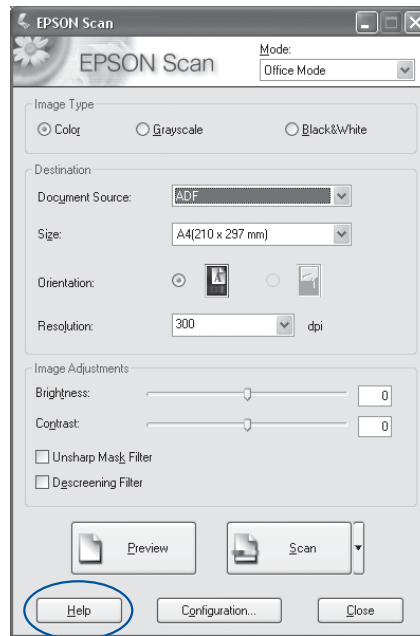 EPSON Scan
EPSON Scan
Mode:
Office Mode
Image Type
Color Grayscale Black&White
Destination
Document Source: ADF
Size: A4(210 x 297 mm)
Orientation:
Resolution: 300 dpi
Image Adjustments
Brightness: 0
Contrast: 0
Unsharp Mask Filter
Descreening Filter
Preview Scan
Help Configuration... Close